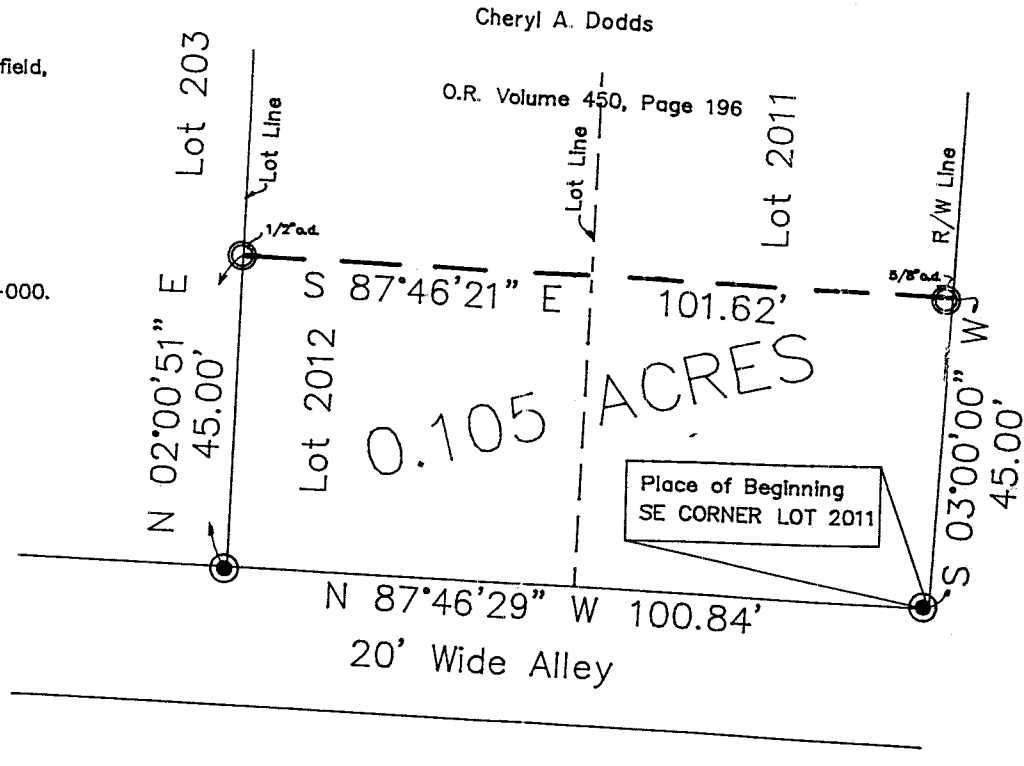 Cheryl A. Dodds
field,
O.R. Volume 450, Page 196
Lot 203
Lot Line
Lot Line
Lot 2011
R/W Line
1/2"o.d.
5/8"o.d.
-000.
S 87°46'21" E 101.62'
N 02°00'51" E
45.00'
Lot 2012
0.105 ACRES
S 03°00'00" W
45.00'
Place of Beginning
SE CORNER LOT 2011
N 87°46'29" W 100.84'
20' Wide Alley